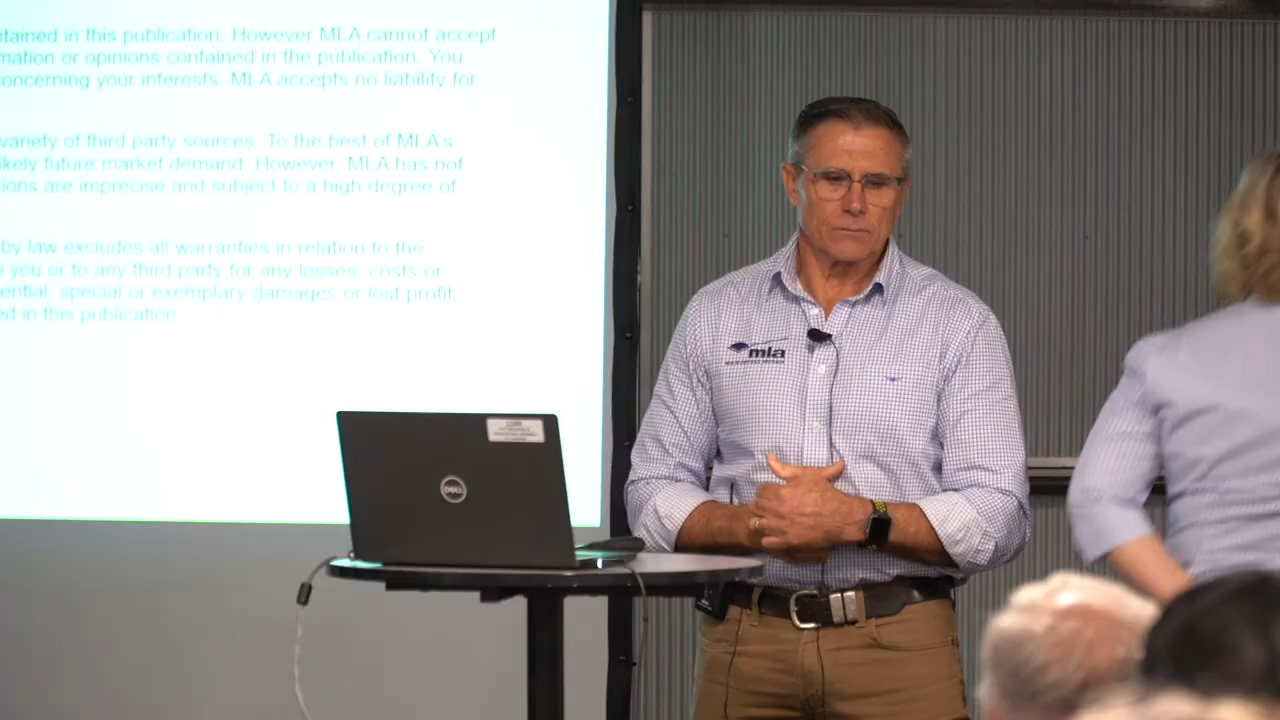 ntained in this publication. However MLA cannot accept
mation or opinions contained in the publication. You
concerning your interests. MLA accepts no liability for
variety of third party sources. To the best of MLA's
ikely future market demand. However, MLA has not
ions are imprecise and subject to a high degree of
by law excludes all warranties in relation to the
you or to any third party for any losses, costs or
ential, special or exemplary damages or lost profit
ed in this publication
mla
DELL